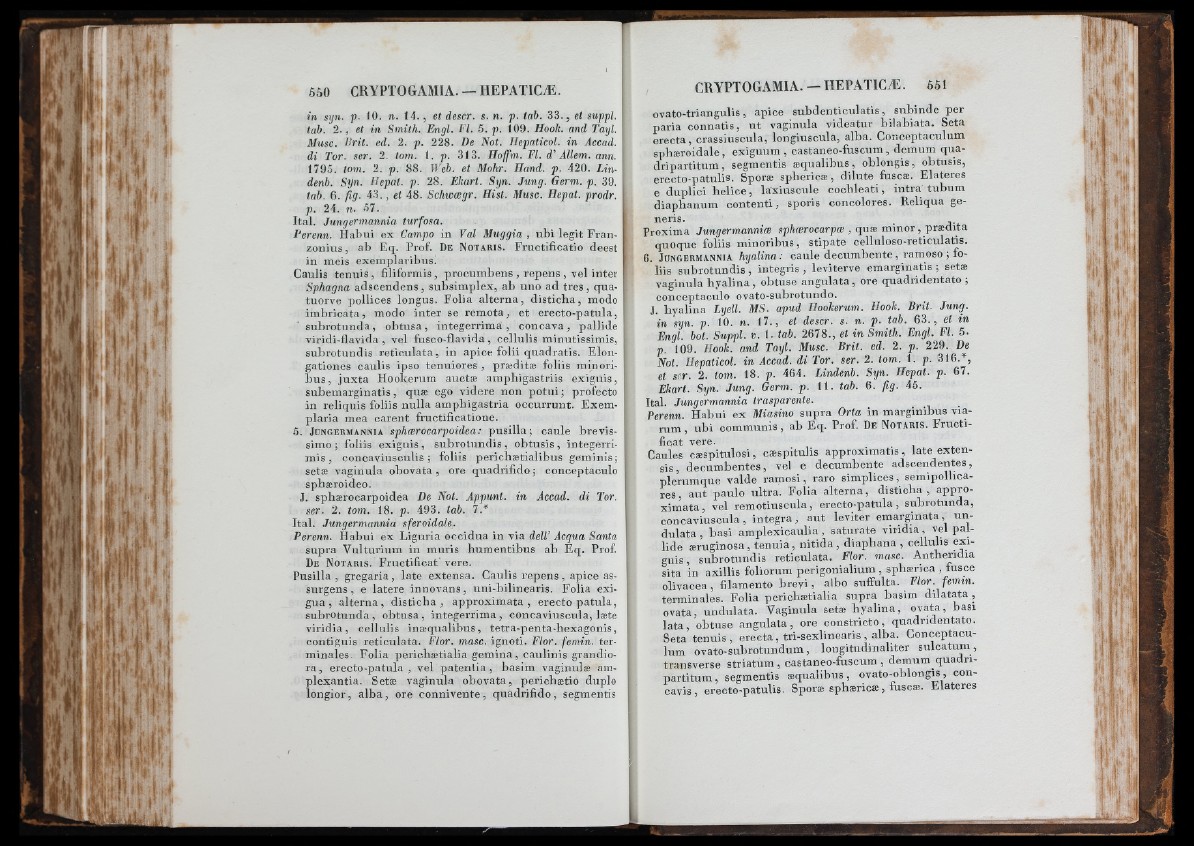 550 CRYPTOGAMIA. — HEPATICÆ.
in syn. p. 10. n. 14., et descr. s. n. p. tab. 33., et suppl.
tab. 2., et in Smith. Engl. Fl. 5. p. 109. Hook. and Tayl.
Musc. Brit. ed. 2. p. 228. De Not. Hepaticol. in Accad.
di Tor. ser. 2. tom. 1. p. 313. Hoffm. Fl. d' Allem. ann.
1795. tom. 2. p. 88. Web. et Mohr. Hand. p. 420. Lin-
denb. Syn. Hepat. p. 28. Ekart. Syn. Jung. Germ. p. 39.
tab. 6. fig. 43., et 48. Schwægr. Hist. Musc. Hepat. prodr.
p. 24. n. 57.
Ital. Jungermannia turfosa.
Perenn. Habui ex Campo in Val Muggia, ubi legit Fran-
zonius, ab Eq. Prof. DE NOTARIS. Fructificatio deest
in meis exemplaribus.
Caulis tenuis, filiformis, procumbens, repens, vel inter
Sphagna adscendens, subsimplex, ab uno ad tres, qua-
tuorve pollices longus. Folia alterna, disticha, modo
imbricata, modo inter se remota, et erecto-patula,
subrotunda, obtusa, integerrima, concava, pallide
viridi-flavida, vel fusco-flavida, cellulis minutissimis,
subrotundis reticulata, in apice folii quadratis. Elon-
gationes caulis ipso tenuiores, præditæ foliis minori-
bus, juxta Hookerum auctæ amphigastriis exiguis,
subemarginatis, quæ ego videre non potui; profecto
in reliquis foliis nulla amphigastria occurrunt. Exem-
plaria mea carent fructificatione.
5. JUNGERMANNIA sphærocarpoidea: pusilla; caule brevis-
simo; foliis exiguis, subrotundis, obtusis, integerri-
mis, concaviusculis; foliis perichætialibus geminis;
setæ vaginula obovata, ore quadrifido; conceptaculo
sphæroideo.
J. sphærocarpoidea De Not. Appunt. in Accad. di Tor.
ser. 2. tom. 18. p. 493. tab. 7.*
Ital. Jungermannia sferoidale.
Perenn. Habui ex Liguria occidua in via dell' Acqua Santa
supra Vulturium in muris humentibus ab Eq. Prof.
DE NOTARIS. Fructificat vere.
Pusilla, gregaria, late extensa. Caulis repens, apice as-
surgens, e latere innovans, uni-bilinearis. Folia exi-
gua, alterna, disticha, approximata, erecto patula,
subrotunda, obtusa, integerrima, concaviuscula, læte
viridia, cellulis inæqualibus, tetra-penta-hexagonis,
contiguis reticulata. Flor. masc. ignoti. Flor. femin. ter-
minales. Folia perichætialia gemina, caulinis grandio-
ra, erecto-patula, vel patentia, basim vaginulæ am-
plexantia. Setæ vaginula obovata, perichætio duplo
longior, alba, ore connivente, quadrifido, segmentis
CRYPTOGAMIA. — HEPATICÆ. 551
ovato-triangulis, apice subdenticulatis, subinde per
paria connatis, ut vaginula videatur bilabiata. Seta
erecta, crassiuscula, longiuscula, alba. Conceptaculum
sphæroidale, exiguum, castaneo-fuscum, demum qua-
dripartitum, segmentis æqualibus, oblongis, obtusis,
erecto-patulis. Sporæ sphericæ, dilute fuscæ. Elateres
e duplici helice, laxiuscule cochleati, intra tubum
diaphanum contenti, sporis concolores. Reliqua ge-
neris.
Proxima Jungermanniæ sphærocarpæ, quæ minor, prædita
quoque foliis minoribus, stipate celluloso-reticulatis.
6. JUNGERMANNIA hyalina: caule decumbente, ramoso; fo-
liis subrotundis, integris, leviterve emarginatis; setæ
vaginula hyalina, obtuse angulata, ore quadridentato;
conceptaculo ovato-subrotundo.
J. hyalina Lyell. MS. apud Hookerum. Hook. Brit. Jung.
in syn. p. 10. n. 17., et descr. s. n. p. tab. 63., et in
Engl. bot. Suppl. v. 1. tab. 2678., et in Smith. Engl. Fl. 5.
p. 109. Hook. and Tayl. Musc. Brit. ed. 2. p. 229. De
Not. Hepaticol. in Accad. di Tor. ser. 2. tom. 1. p. 316.*,
et ser. 2. tom. 18. p. 464. Lindenb. Syn. Hepat. p. 67.
Ekart. Syn. Jung. Germ. p. 11. tab. 6. fig. 45.
Ital. Jungermannia trasparente.
Perenn. Habui ex Miasino supra Orta in marginibus via-
rum, ubi communis, ab Eq. Prof. DE NOTARIS. Fructi-
ficat vere.
Caules cæspitulosi, cæspitulis approximatis, late exten-
sis, decumbentes, vel e decumbente adscendentes,
plerumque valde ramosi, raro simplices, semipollica-
res, aut paulo ultra. Folia alterna, disticha, appro-
ximata, vel remotiuscula, erecto-patula, subrotunda,
concaviuscula, integra, aut leviter emarginata, un-
dulata, basi amplexicaulia, saturate viridia, vel pal-
lide æruginosa, tenuia, nitida, diaphana, cellulis exi-
guis, subrotundis reticulata. Flor. masc. Antheridia
sita in axillis foliorum perigonialium, sphærica, fusce
olivacea, filamento brevi, albo suffulta. Flor. femin.
terminales. Folia perichætialia supra basim dilatata,
ovata, undulata. Vaginula setæ hyalina, ovata, basi
lata, obtuse angulata, ore constricto, quadridentato.
Seta tenuis, erecta, tri-sexlinearis, alba. Conceptacu-
lum ovato-subrotundum, longitudinaliter sulcatum,
transverse striatum, castaneo-fuscum, demum quadri-
partitum, segmentis æqualibus, ovato-oblongis, con-
cavis, erecto-patulis. Sporæ sphæricæ, fuscæ. Elateres